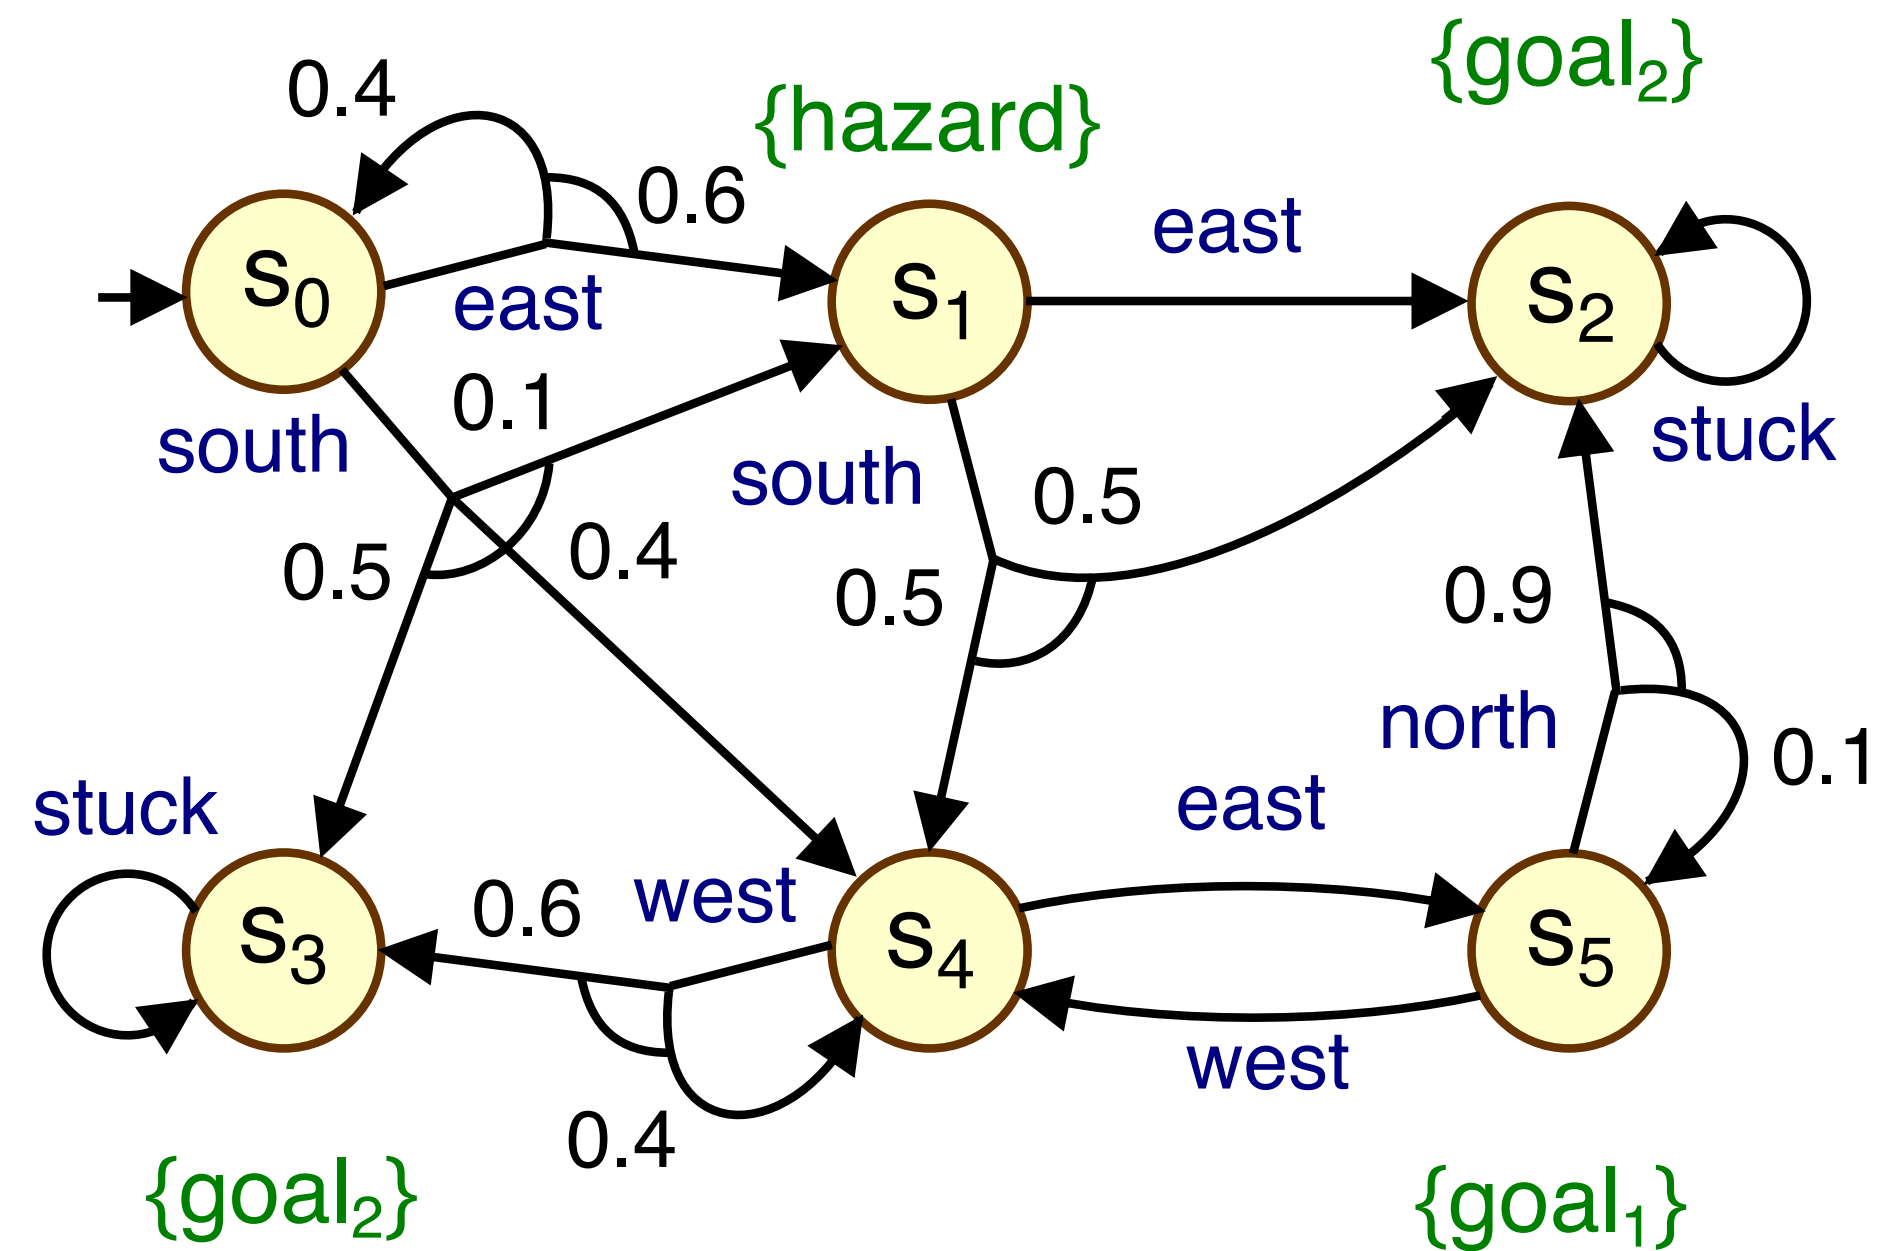 {goal₂}
0.4
{hazard}
0.6
east
s₀
s₁
s₂
east
0.1
south
south
stuck
0.5
0.4
0.5
0.5
0.9
north
0.1
stuck
east
0.6
west
s₃
s₄
s₅
west
0.4
{goal₂}
{goal₁}